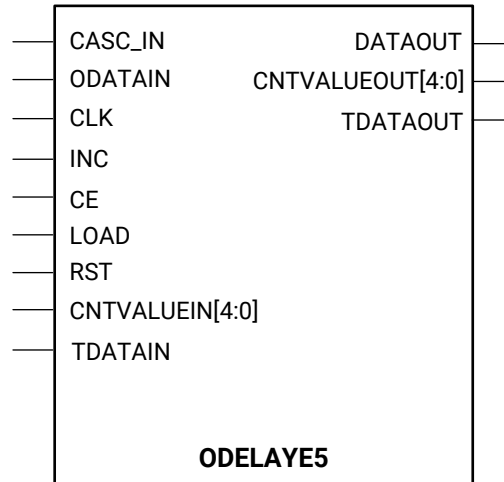 CASC_IN
DATAOUT
ODATAIN
CNTVALUEOUT[4:0]
CLK
TDATAOUT
INC
CE
LOAD
RST
CNTVALUEIN[4:0]
TDATAIN
ODELAYE5